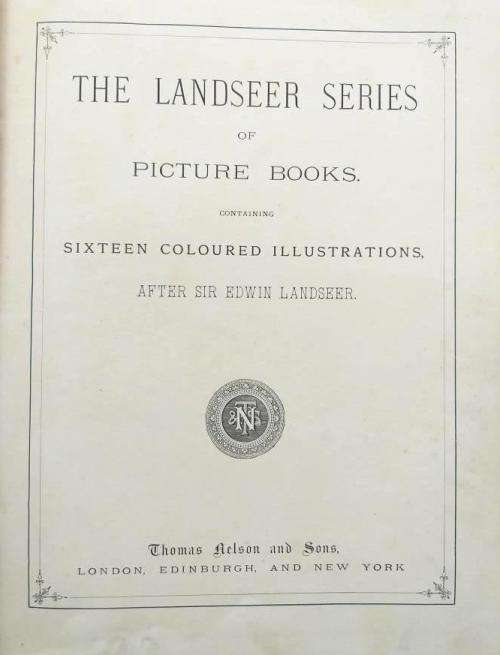 THE LANDSEER SERIES
OF
PICTURE BOOKS.
CONTAINING
SIXTEEN COLOURED ILLUSTRATIONS,
AFTER SIR EDWIN LANDSEER.
T N & S
Thomas Nelson and Sons,
LONDON, EDINBURGH, AND NEW YORK